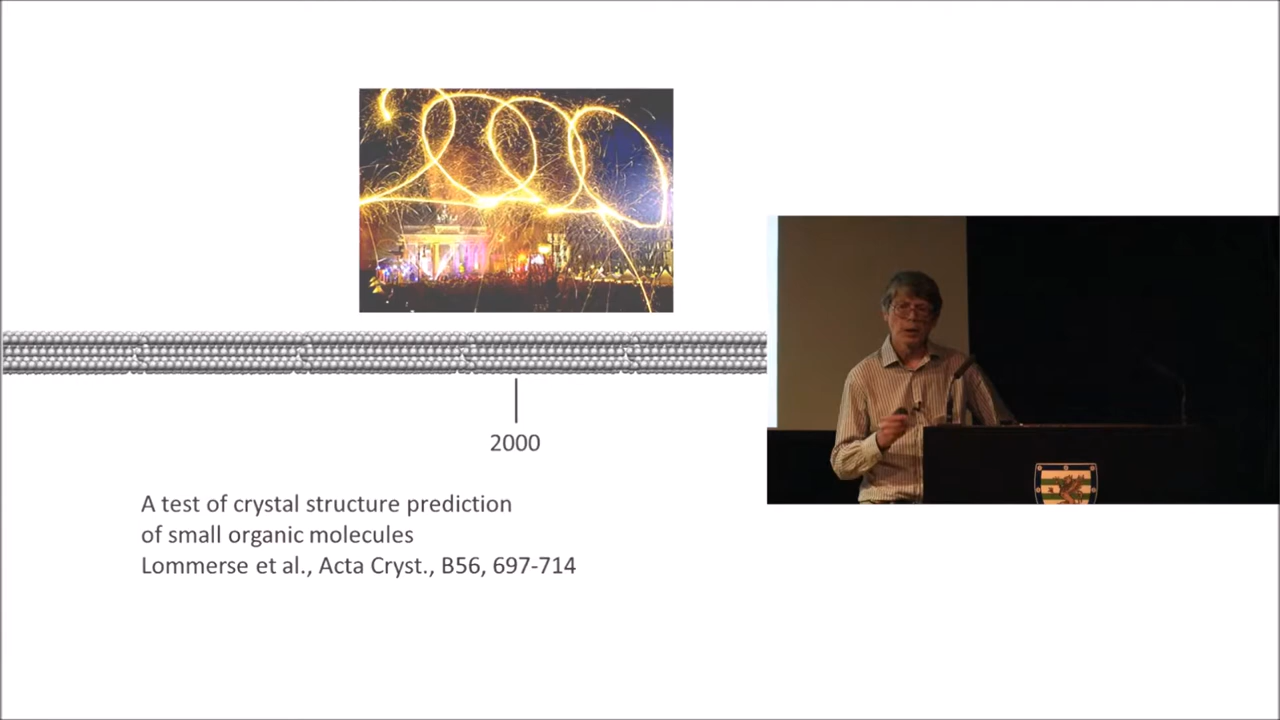 2000
A test of crystal structure prediction
of small organic molecules
Lommerse et al., Acta Cryst., B56, 697-714